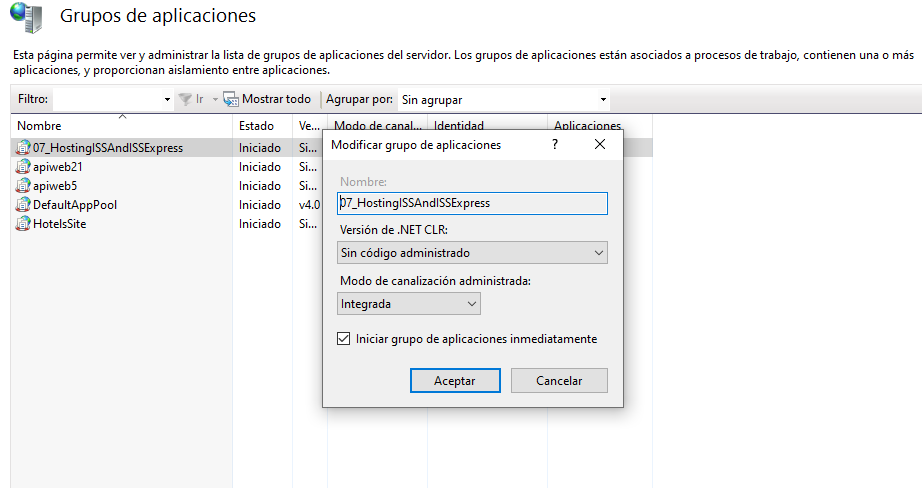 Grupos de aplicaciones
Esta página permite ver y administrar la lista de grupos de aplicaciones del servidor. Los grupos de aplicaciones están asociados a procesos de trabajo, contienen una o más
aplicaciones, y proporcionan aislamiento entre aplicaciones.
Filtro: Ir Mostrar todo Agrupar por: Sin agrupar
Nombre Estado Ve... Modo de canal... Identidad Aplicaciones
07_HostingISSAndISSExpress Iniciado Si...
apiweb21 Iniciado Si...
apiweb5 Iniciado Si...
DefaultAppPool Iniciado v4.0
HotelsSite Iniciado Si...
Modificar grupo de aplicaciones ?
Nombre:
07_HostingISSAndISSExpress
Versión de .NET CLR:
Sin código administrado
Modo de canalización administrada:
Integrada
Iniciar grupo de aplicaciones inmediatamente
Aceptar Cancelar